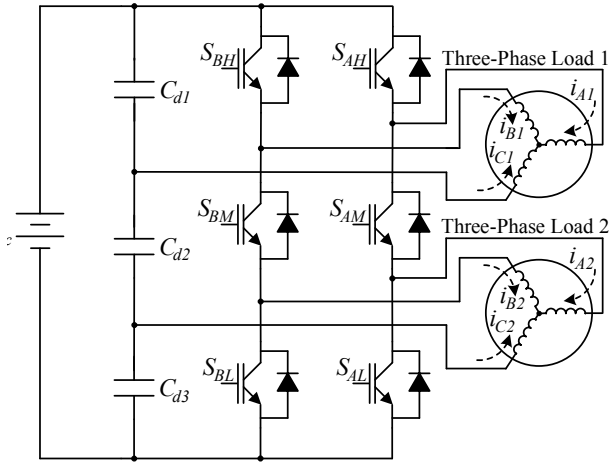 S_BH
S_AH
Three-Phase Load 1
C_d1
i_A1
i_B1
i_C1
S_BM
S_AM
Three-Phase Load 2
c
C_d2
i_A2
i_B2
i_C2
S_BL
S_AL
C_d3